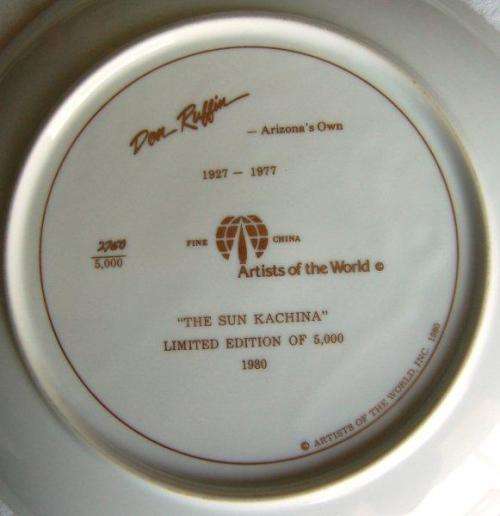 Don Ruffin
— Arizona's Own
1927 — 1977
2760
5,000
FINE CHINA
Artists of the World ©
"THE SUN KACHINA"
LIMITED EDITION OF 5,000
1980
© ARTISTS OF THE WORLD, INC. 1980